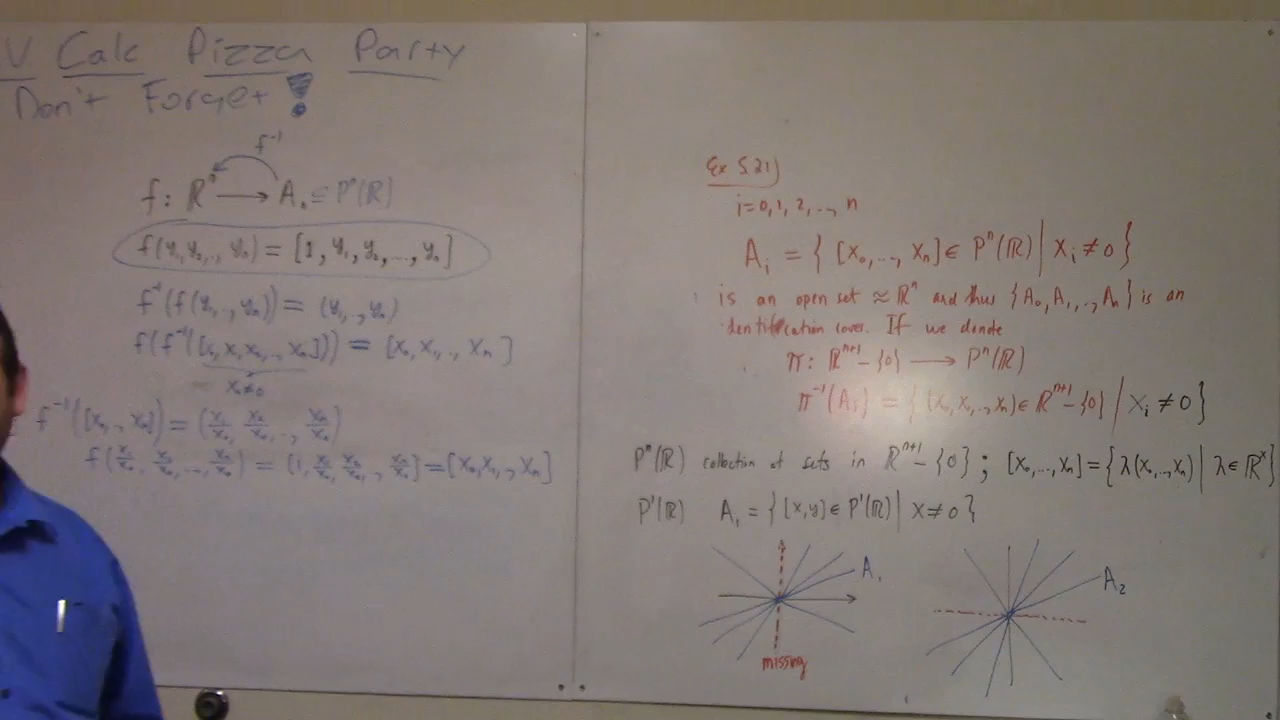 V Calc Pizza Party
Don't Forget!
f⁻¹
f: ℝⁿ → A₀ ⊆ Pⁿ(ℝ)
f(y₁, y₂, .., yₙ) = [1, y₁, y₂, ..., yₙ]
f⁻¹(f(y₁, .., yₙ)) = (y₁, .., yₙ)
f(f⁻¹([x₀, x₁, x₂, .., xₙ])) = [x₀, x₁, .., xₙ]
x₀≠0
f⁻¹([x₀, .., xₙ]) = (x₁/x₀, x₂/x₀, .., xₙ/x₀)
f(x₁/x₀, x₂/x₀, ..., xₙ/x₀) = [1, x₁/x₀, x₂/x₀, .., xₙ/x₀] = [x₀, x₁, .., xₙ]
Ex 5.21)
i=0,1,2,..., n
Aᵢ = { [x₀, ..., xₙ] ∈ Pⁿ(ℝ) | xᵢ ≠ 0 }
is an open set ≈ ℝⁿ and thus {A₀, A₁, .., Aₙ} is an
identification cover. If we denote
π: ℝⁿ⁺¹ - {0} → Pⁿ(ℝ)
π⁻¹(Aᵢ) = { (x₀, x₁, .., xₙ) ∈ ℝⁿ⁺¹ - {0} | xᵢ ≠ 0 }
Pⁿ(ℝ) collection of sets in ℝⁿ⁺¹ - {0} ; [x₀, ..., xₙ] = { λ(x₀, ..., xₙ) | λ ∈ ℝˣ }
P¹(ℝ) A₁ = { [x,y] ∈ P¹(ℝ) | x ≠ 0 }
A₁
A₂
missing